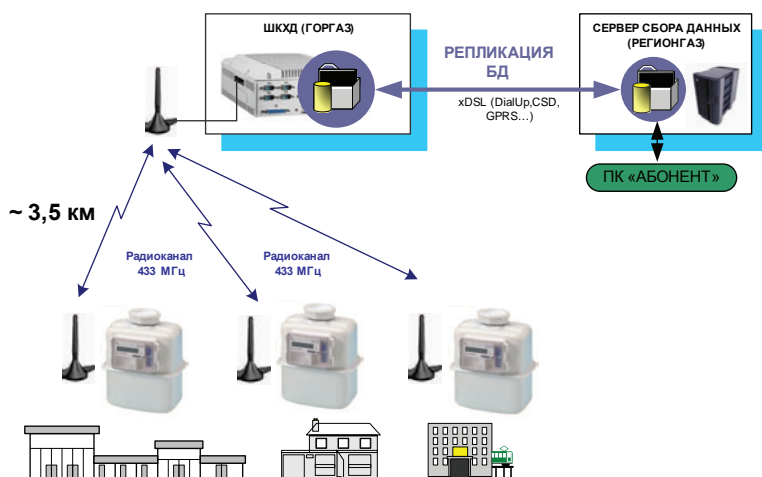 ШКХД (ГОРГАЗ)
СЕРВЕР СБОРА ДАННЫХ
(РЕГИОНГАЗ)
РЕПЛИКАЦИЯ
БД
xDSL (DialUp,CSD,
GPRS...)
ПК «АБОНЕНТ»
~ 3,5 км
Радиоканал
433 МГц
Радиоканал
433 МГц